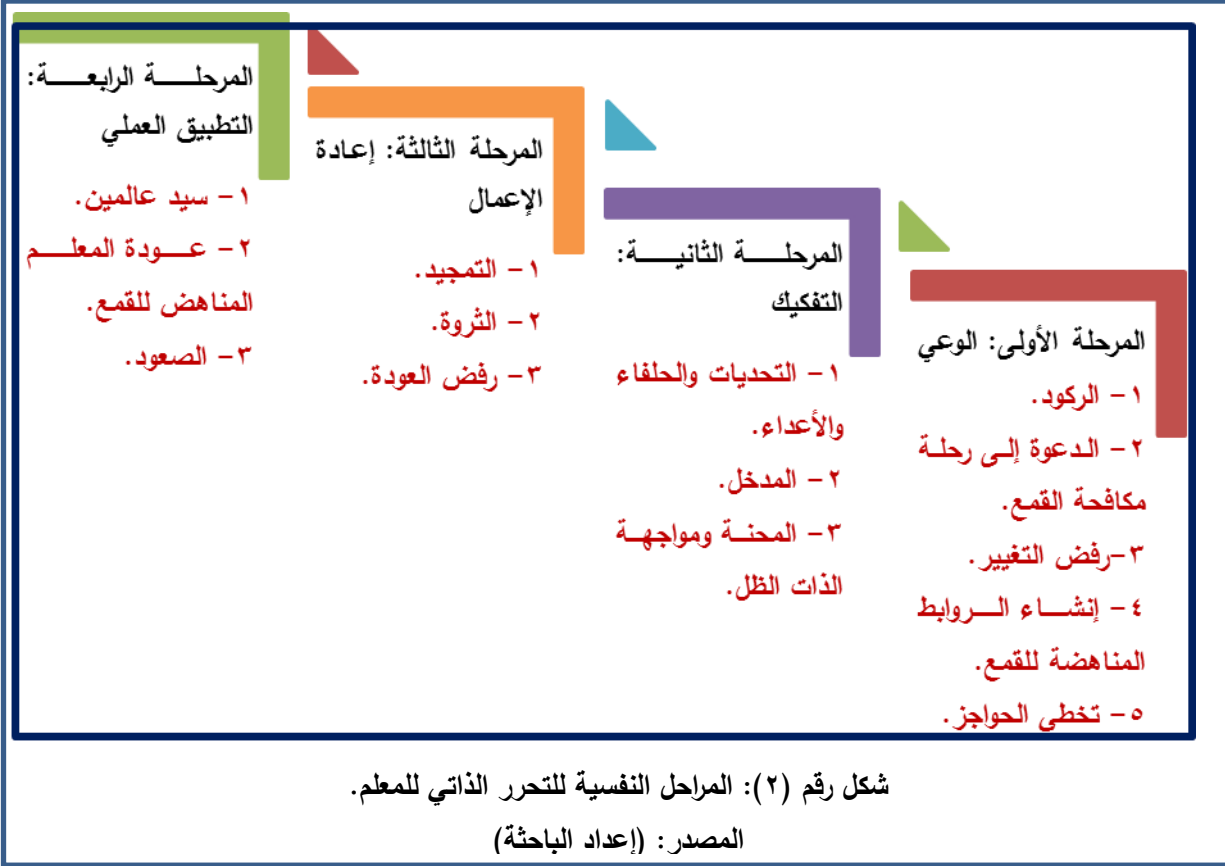 المرحلة الأولى: الوعي
١- الركود.
٢- الدعوة إلى رحلة
مكافحة القمع.
٣-رفض التغيير.
٤- إنشاء الروابط
المناهضة للقمع.
٥- تخطي الحواجز.
المرحلة الثانية:
التفكيك
١- التحديات والحلفاء
والأعداء.
٢- المدخل.
٣- المحنة ومواجهة
الذات الظل.
المرحلة الثالثة: إعادة
الإعمال
١- التمجيد.
٢- الثروة.
٣- رفض العودة.
المرحلة الرابعة:
التطبيق العملي
١- سيد عالمين.
٢- عودة المعلم
المناهض للقمع.
٣- الصعود.
شكل رقم (٢): المراحل النفسية للتحرر الذاتي للمعلم.
المصدر: (إعداد الباحثة)